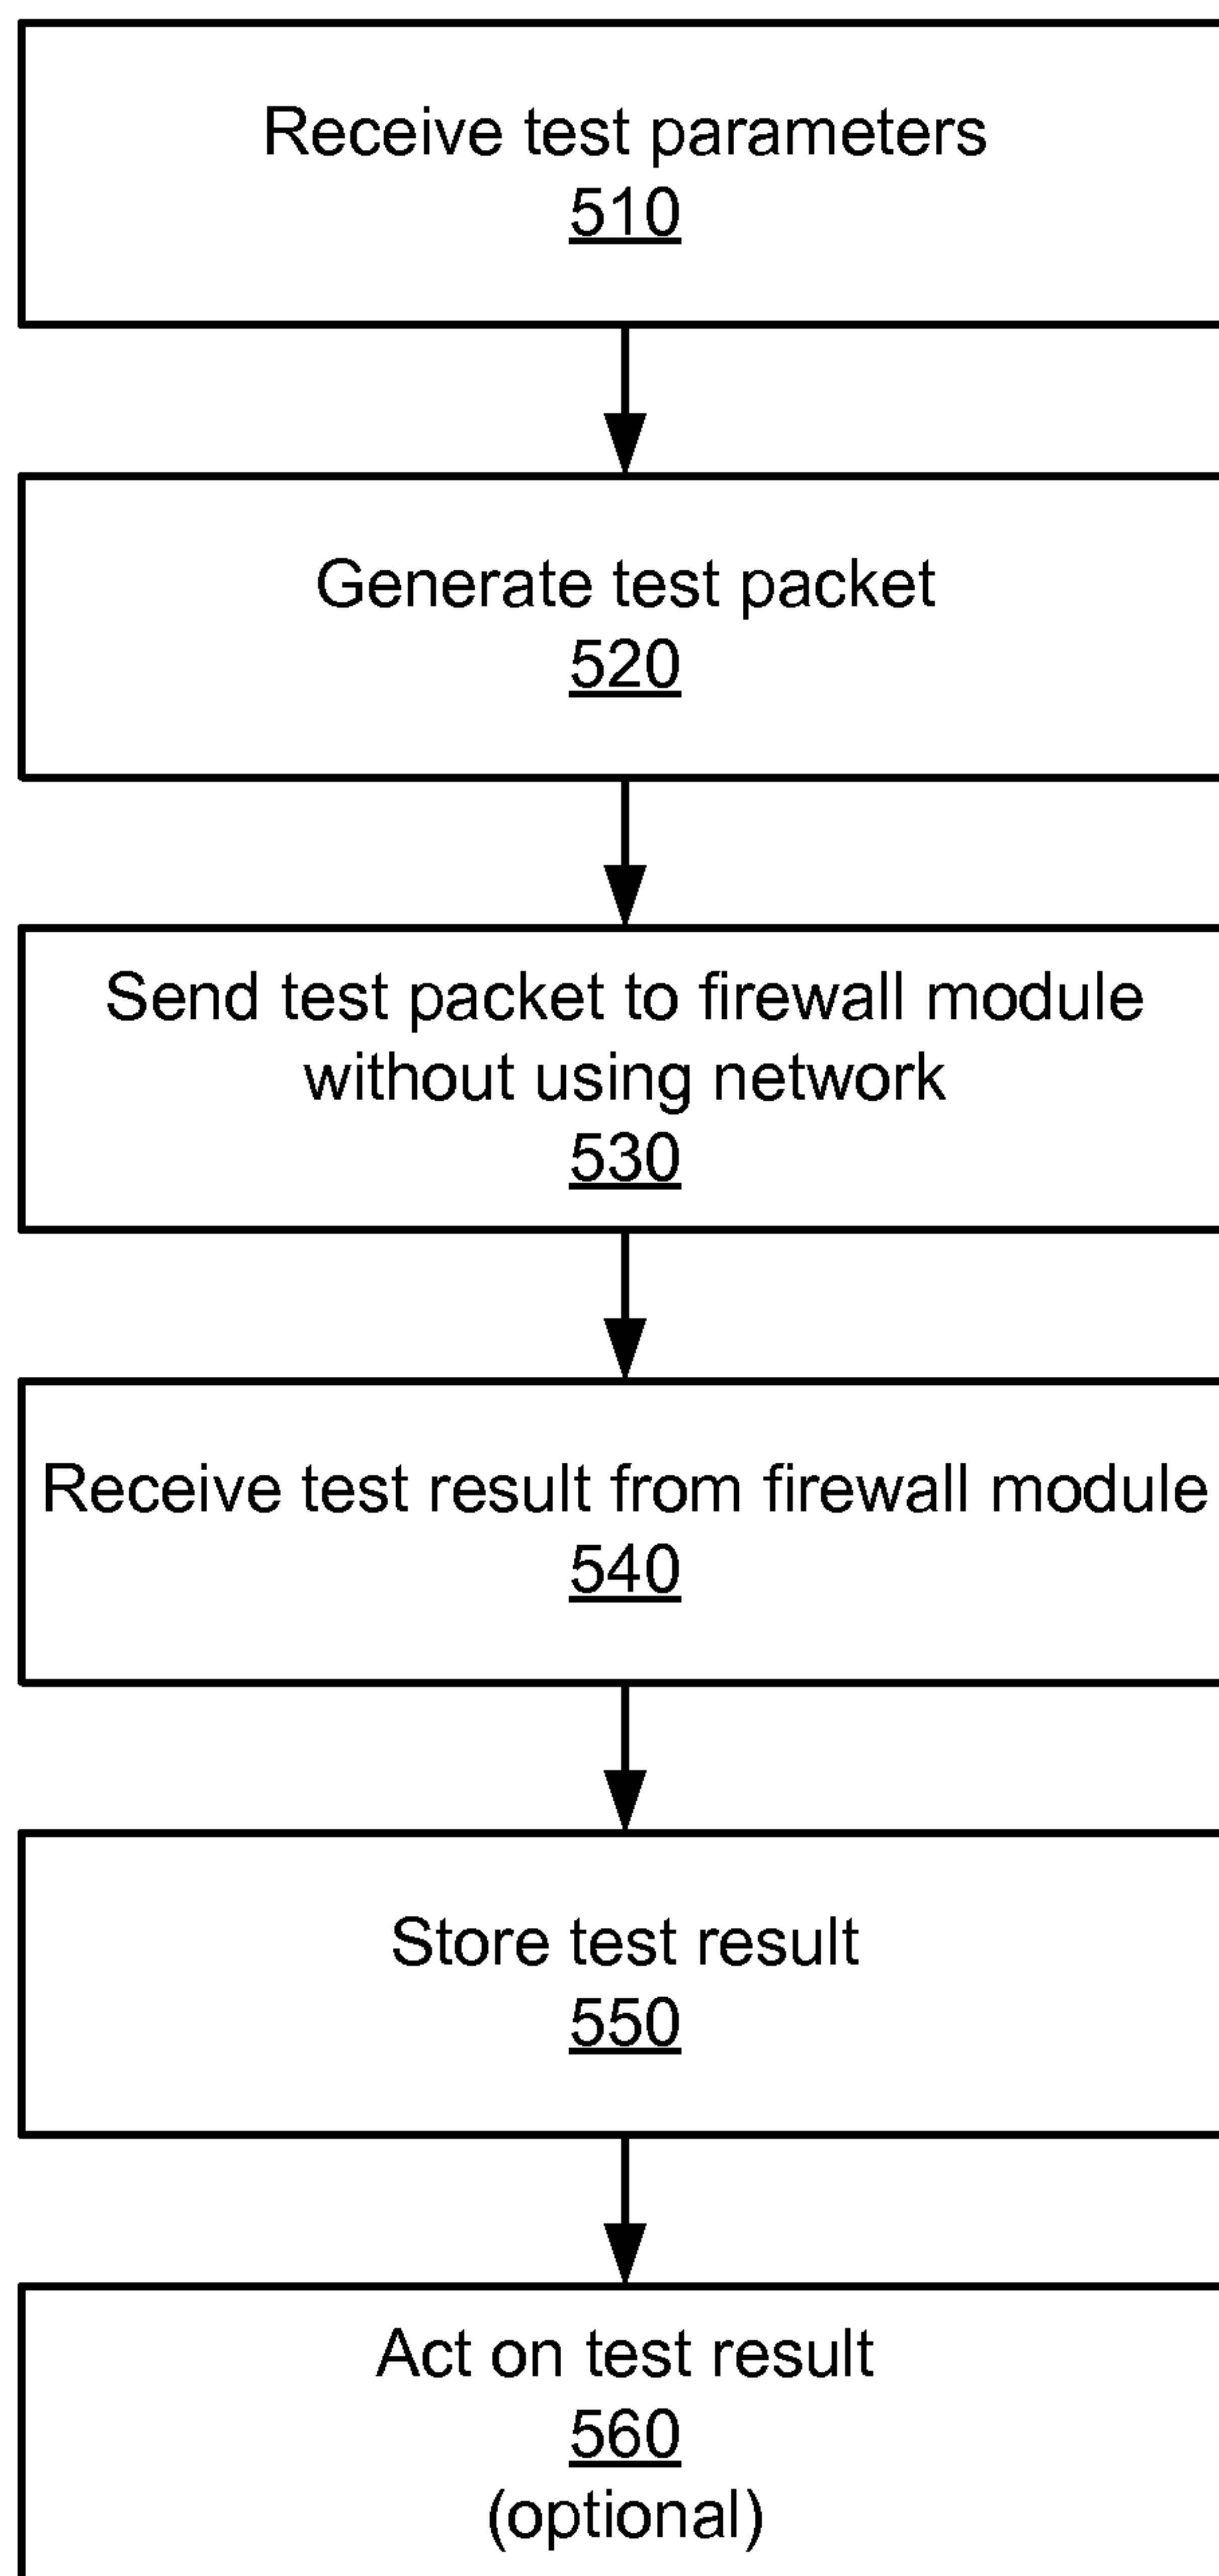 Receive test parameters
510
Generate test packet
520
Send test packet to firewall module
without using network
530
Receive test result from firewall module
540
Store test result
550
Act on test result
560
(optional)